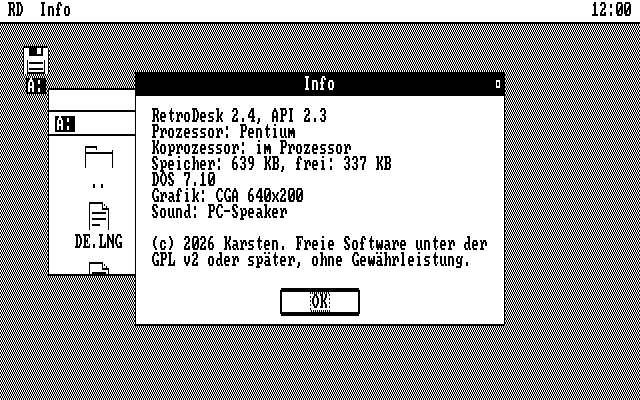 RD Info 12:00
A:
Info
A:
RetroDesk 2.4, API 2.3
Prozessor: Pentium
Koprozessor: im Prozessor
Speicher: 639 KB, frei: 337 KB
DOS 7.10
Grafik: CGA 640x200
Sound: PC-Speaker
(c) 2026 Karsten. Freie Software unter der
GPL v2 oder später, ohne Gewährleistung.
..
DE.LNG
OK